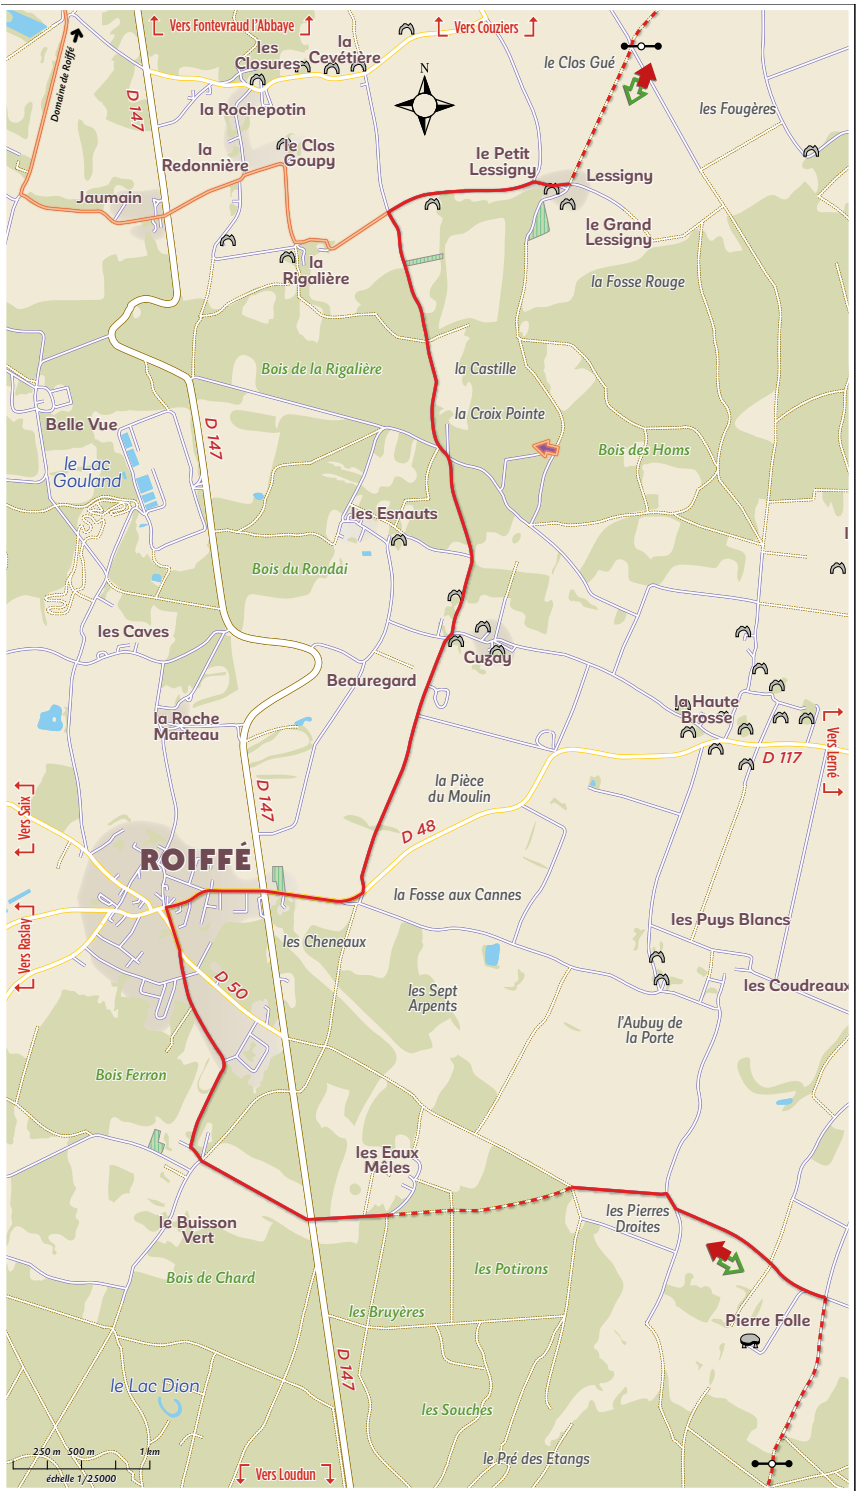 Vers Fontevraud l'Abbaye
Vers Couziers
Domaine de Roiffé
D 147
les
Closures
la
Cevétière
le Clos Gué
N
les Fougères
la Rochepotin
la
Redonnière
le Clos
Goupy
le Petit
Lessigny
Lessigny
Jaumain
le Grand
Lessigny
la
Rigalière
la Fosse Rouge
Bois de la Rigalière
la Castille
la Croix Pointe
Belle Vue
D 147
Bois des Homs
le Lac
Gouland
les Esnauts
Bois du Rondai
les Caves
Cuzay
Beaureg​ard
la Roche
Marteau
la Haute
Brosse
D 117
Vers Lerné
la Pièce
du Moulin
Vers Saix
D 147
D 48
ROIFFÉ
la Fosse aux Cannes
Vers Raslay
les Cheneaux
les Puys Blancs
D 50
les Sept
Arpents
les Coudreaux
l'Aubuy de
la Porte
Bois Ferron
les Eaux
Mêles
le Buisson
Vert
les Pierres
Droites
Bois de Chard
les Potirons
les Bruyères
Pierre Folle
D 147
le Lac Dion
les Souches
le Pré des Etangs
250 m 500 m 1 km
échelle 1/25000
Vers Loudun